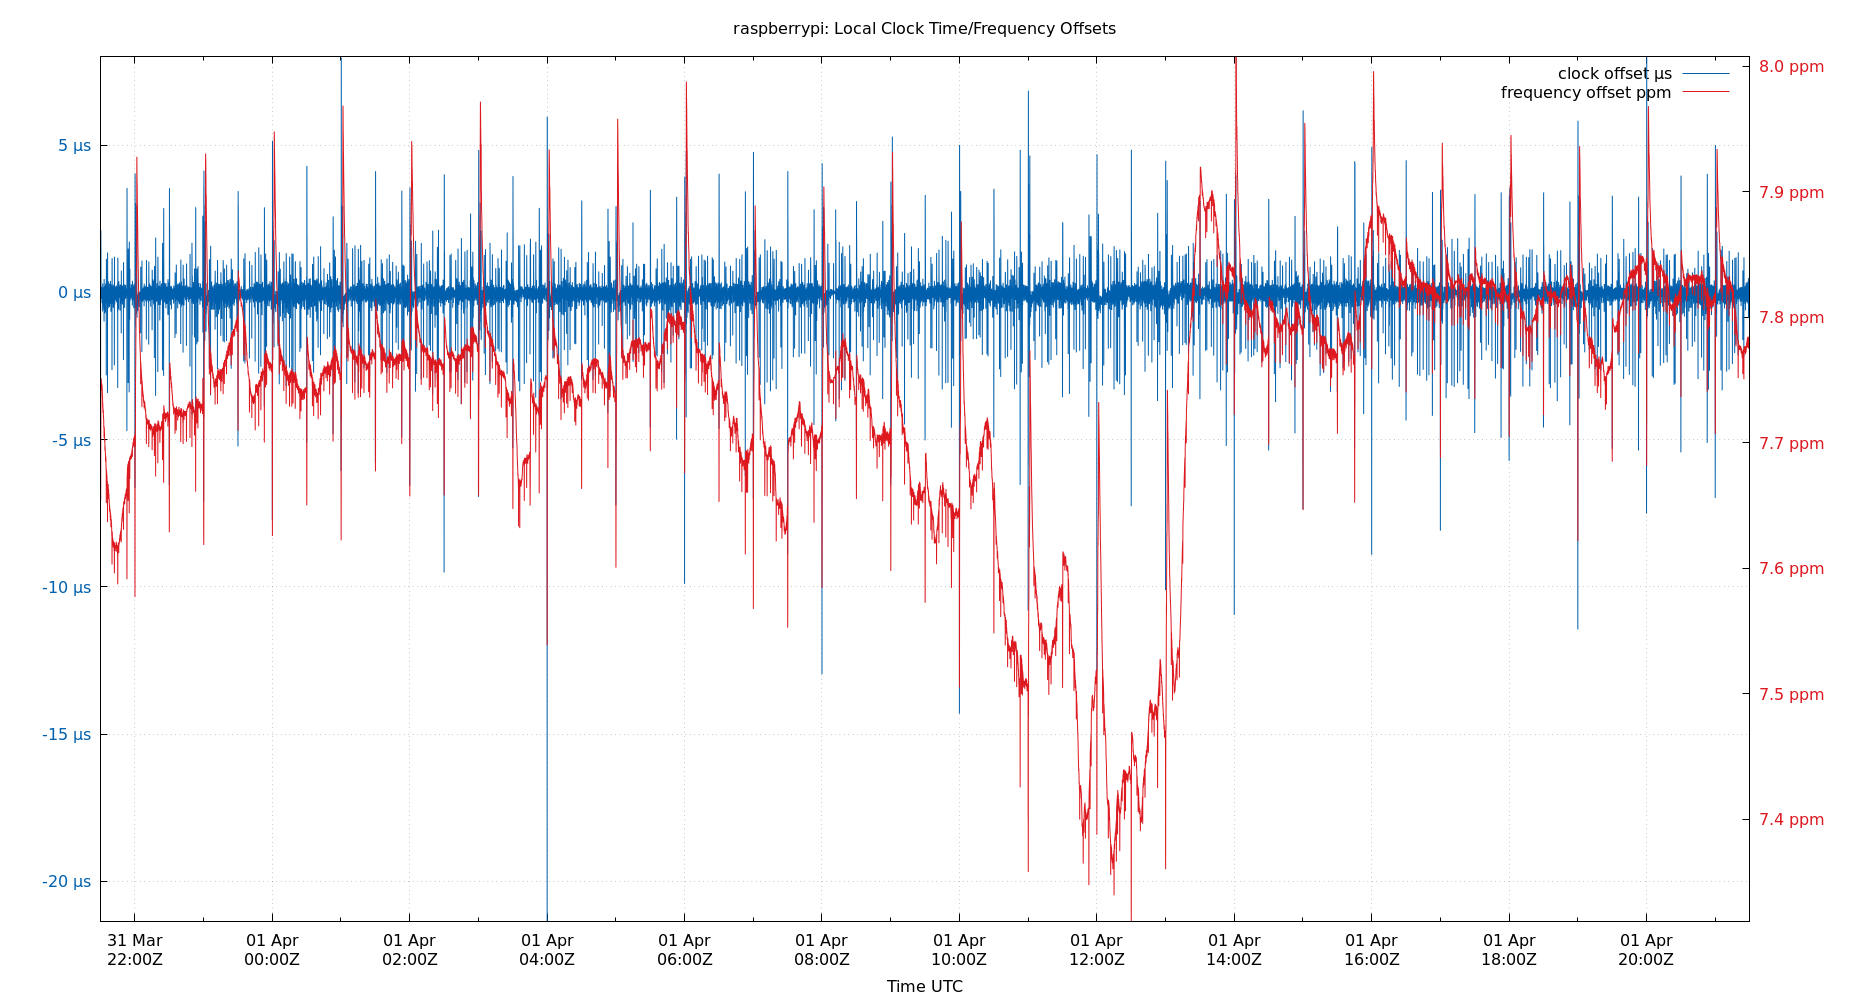 raspberrypi: Local Clock Time/Frequency Offsets
clock offset µs
frequency offset ppm
5 µs
0 µs
-5 µs
-10 µs
-15 µs
-20 µs
8.0 ppm
7.9 ppm
7.8 ppm
7.7 ppm
7.6 ppm
7.5 ppm
7.4 ppm
31 Mar
22:00Z
01 Apr
00:00Z
01 Apr
02:00Z
01 Apr
04:00Z
01 Apr
06:00Z
01 Apr
08:00Z
01 Apr
10:00Z
01 Apr
12:00Z
01 Apr
14:00Z
01 Apr
16:00Z
01 Apr
18:00Z
01 Apr
20:00Z
Time UTC